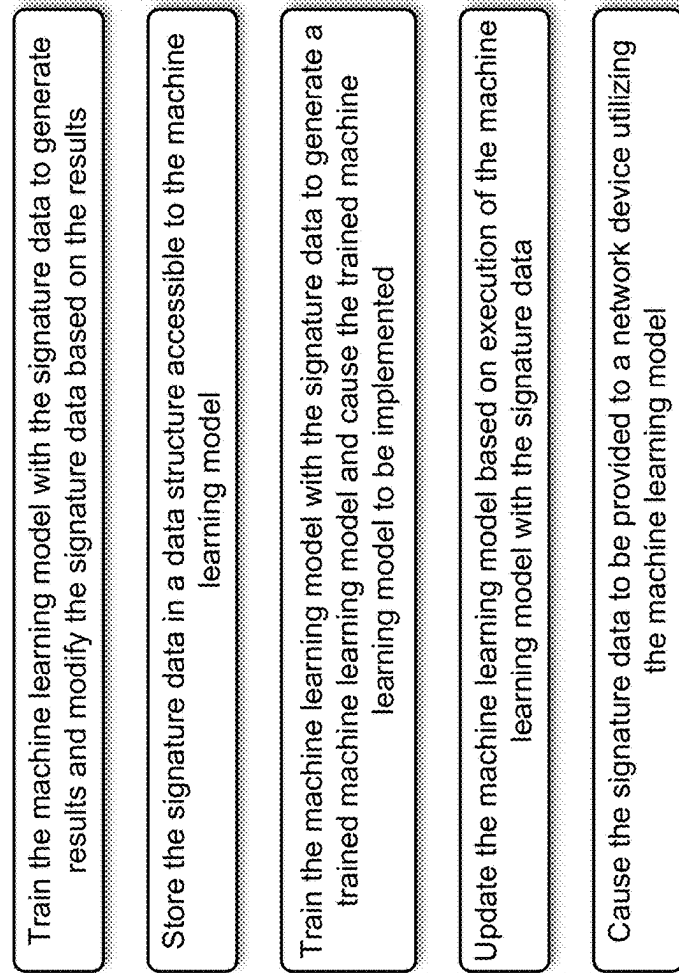 Train the machine learning model with the signature data to generate
results and modify the signature data based on the results
Store the signature data in a data structure accessible to the machine
learning model
Train the machine learning model with the signature data to generate a
trained machine learning model and cause the trained machine
learning model to be implemented
Update the machine learning model based on execution of the machine
learning model with the signature data
Cause the signature data to be provided to a network device utilizing
the machine learning model